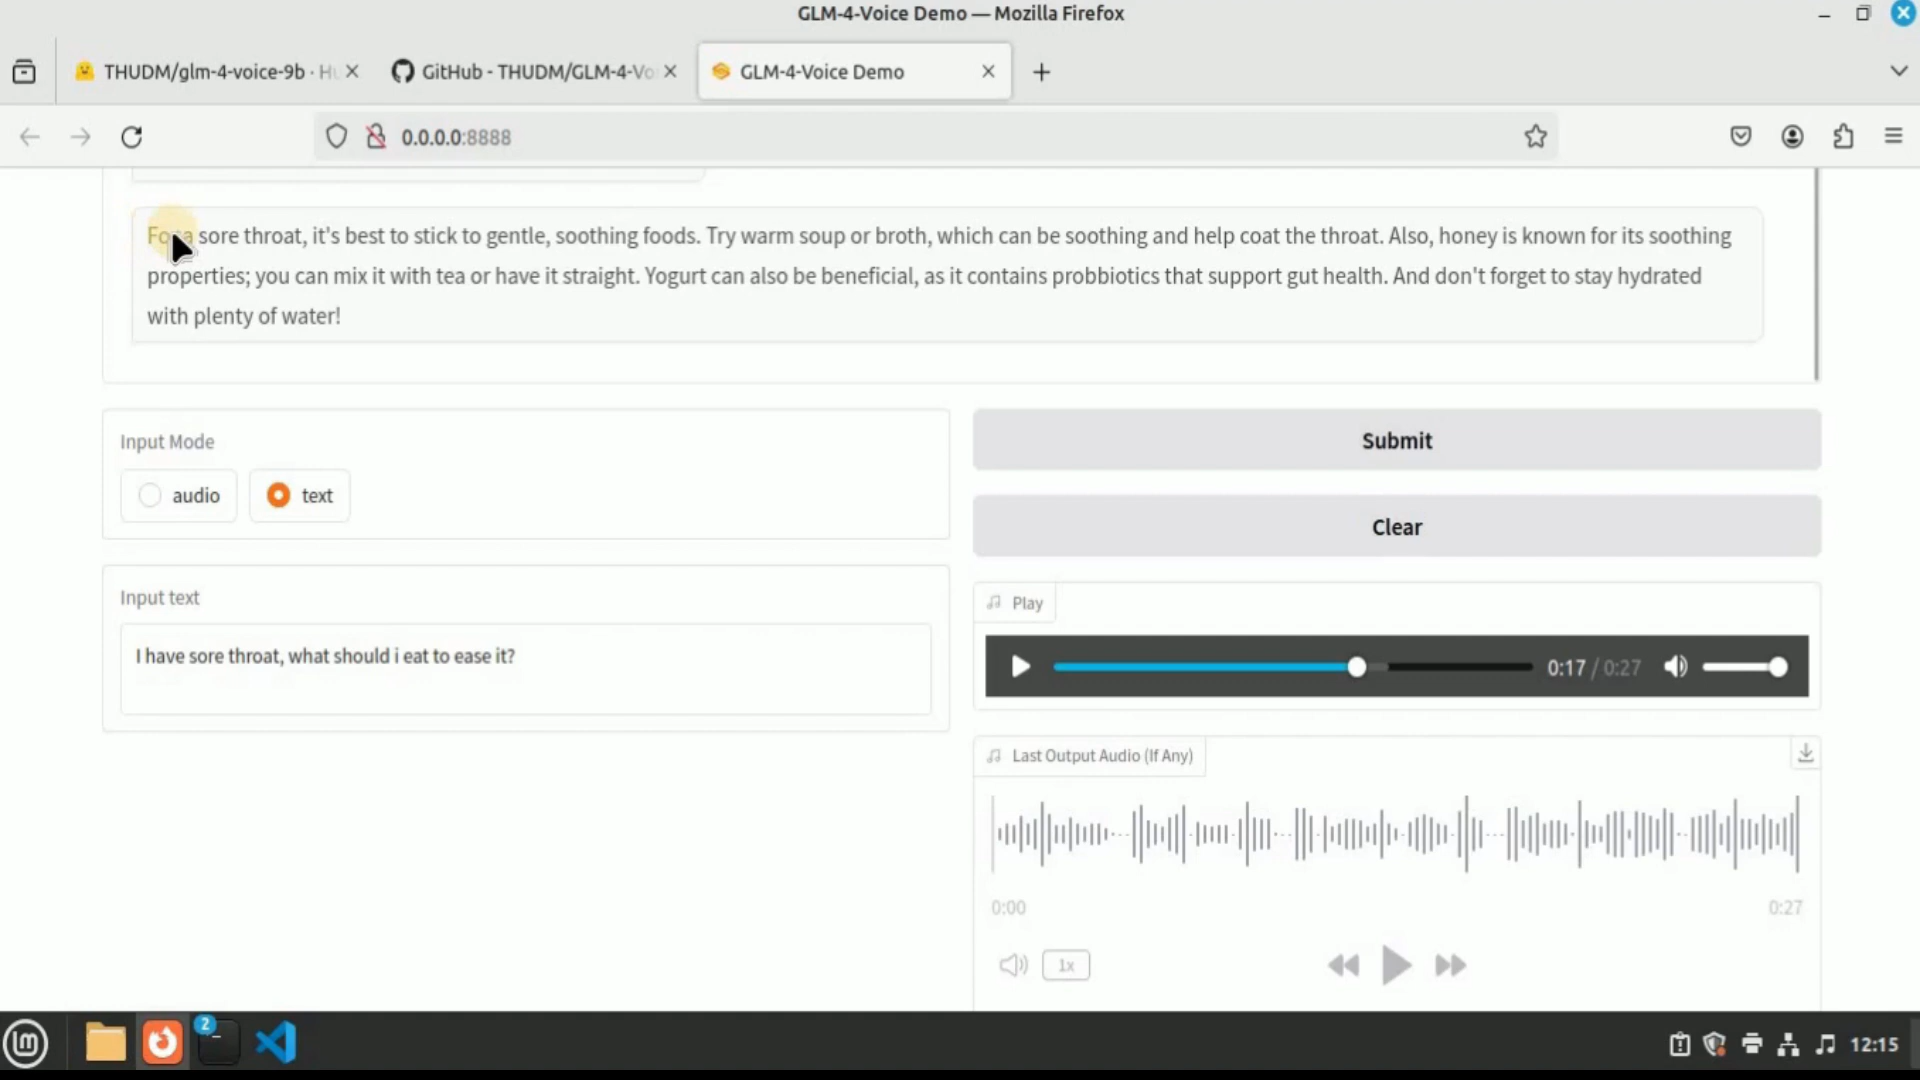 GLM-4-Voice Demo — Mozilla Firefox
THUDM/glm-4-voice-9b · Hu
GitHub - THUDM/GLM-4-Vo
GLM-4-Voice Demo
0.0.0.0:8888
For a sore throat, it's best to stick to gentle, soothing foods. Try warm soup or broth, which can be soothing and help coat the throat. Also, honey is known for its soothing
properties; you can mix it with tea or have it straight. Yogurt can also be beneficial, as it contains probbiotics that support gut health. And don't forget to stay hydrated
with plenty of water!
Input Mode
audio
text
Input text
I have sore throat, what should i eat to ease it?
Submit
Clear
Play
0:17 / 0:27
Last Output Audio (If Any)
0:00
0:27
1x
2
12:15